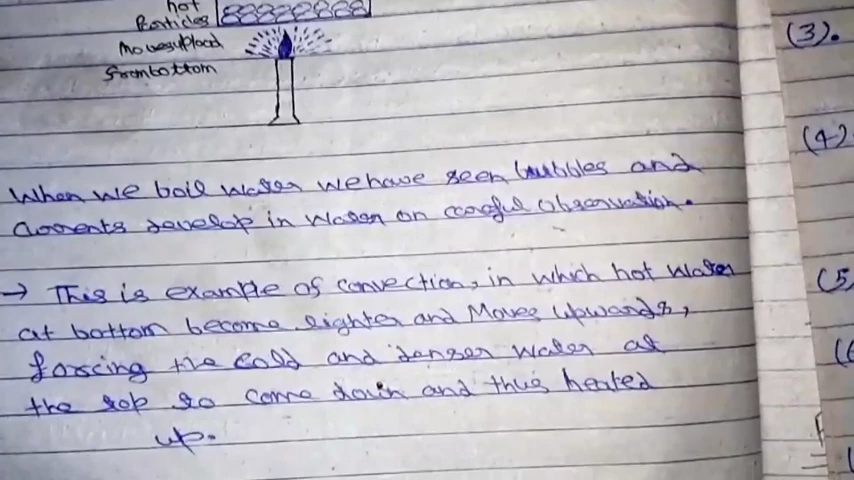 hot
Particles
Moves upload
from bottom
When we boil water we have seen bubbles and
currents develop in water on careful observation.
→ This is example of convection, in which hot water
at bottom become lighter and Moves upwards,
forcing the cold and denser water at
the top to come down and thus heated
up.
(3).
(4).
(5)